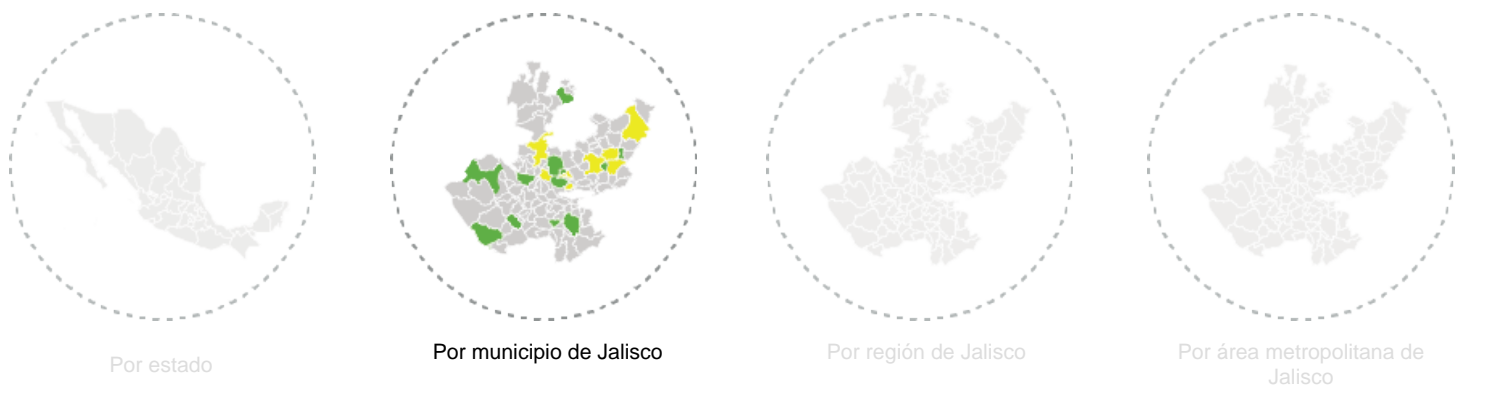 Por estado
Por municipio de Jalisco
Por región de Jalisco
Por área metropolitana de
Jalisco